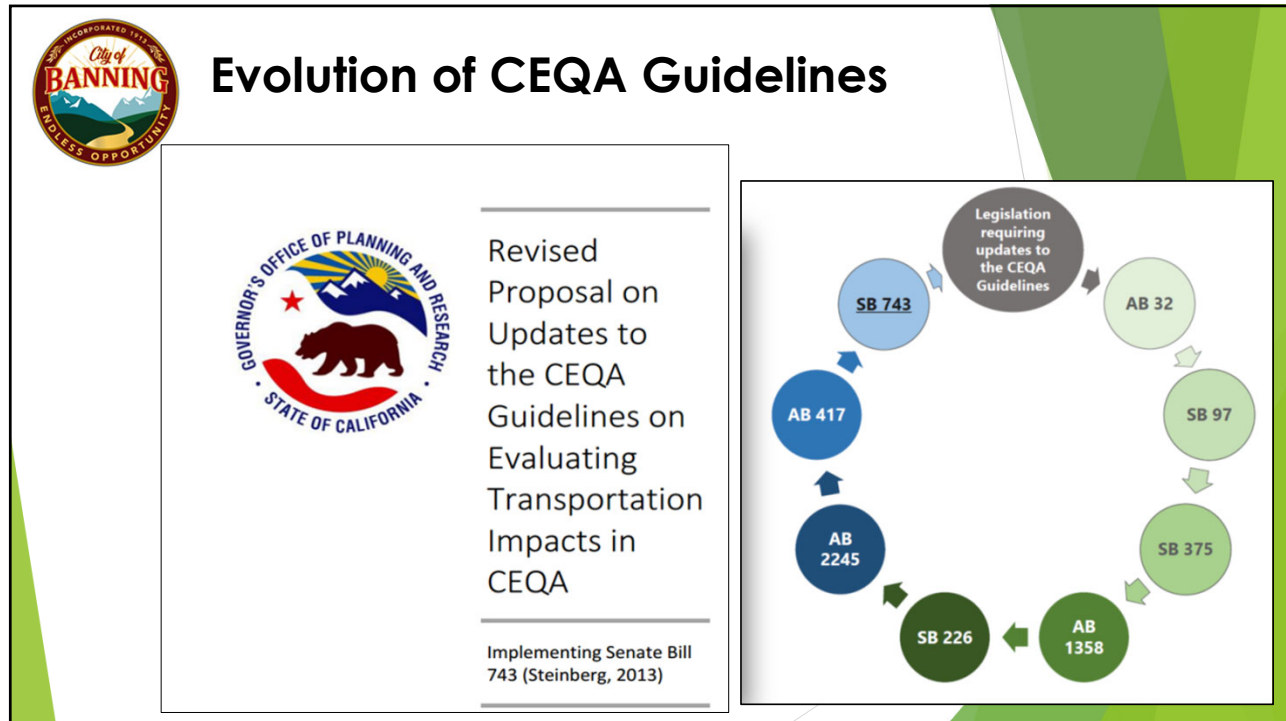 INCORPORATED 1913
City of
BANNING
ENDLESS OPPORTUNITY
Evolution of CEQA Guidelines
GOVERNOR'S OFFICE OF PLANNING AND RESEARCH
STATE OF CALIFORNIA
Revised
Proposal on
Updates to
the CEQA
Guidelines on
Evaluating
Transportation
Impacts in
CEQA
Implementing Senate Bill
743 (Steinberg, 2013)
Legislation
requiring
updates to
the CEQA
Guidelines
AB 32
SB 97
SB 375
AB
1358
SB 226
AB
2245
AB 417
SB 743